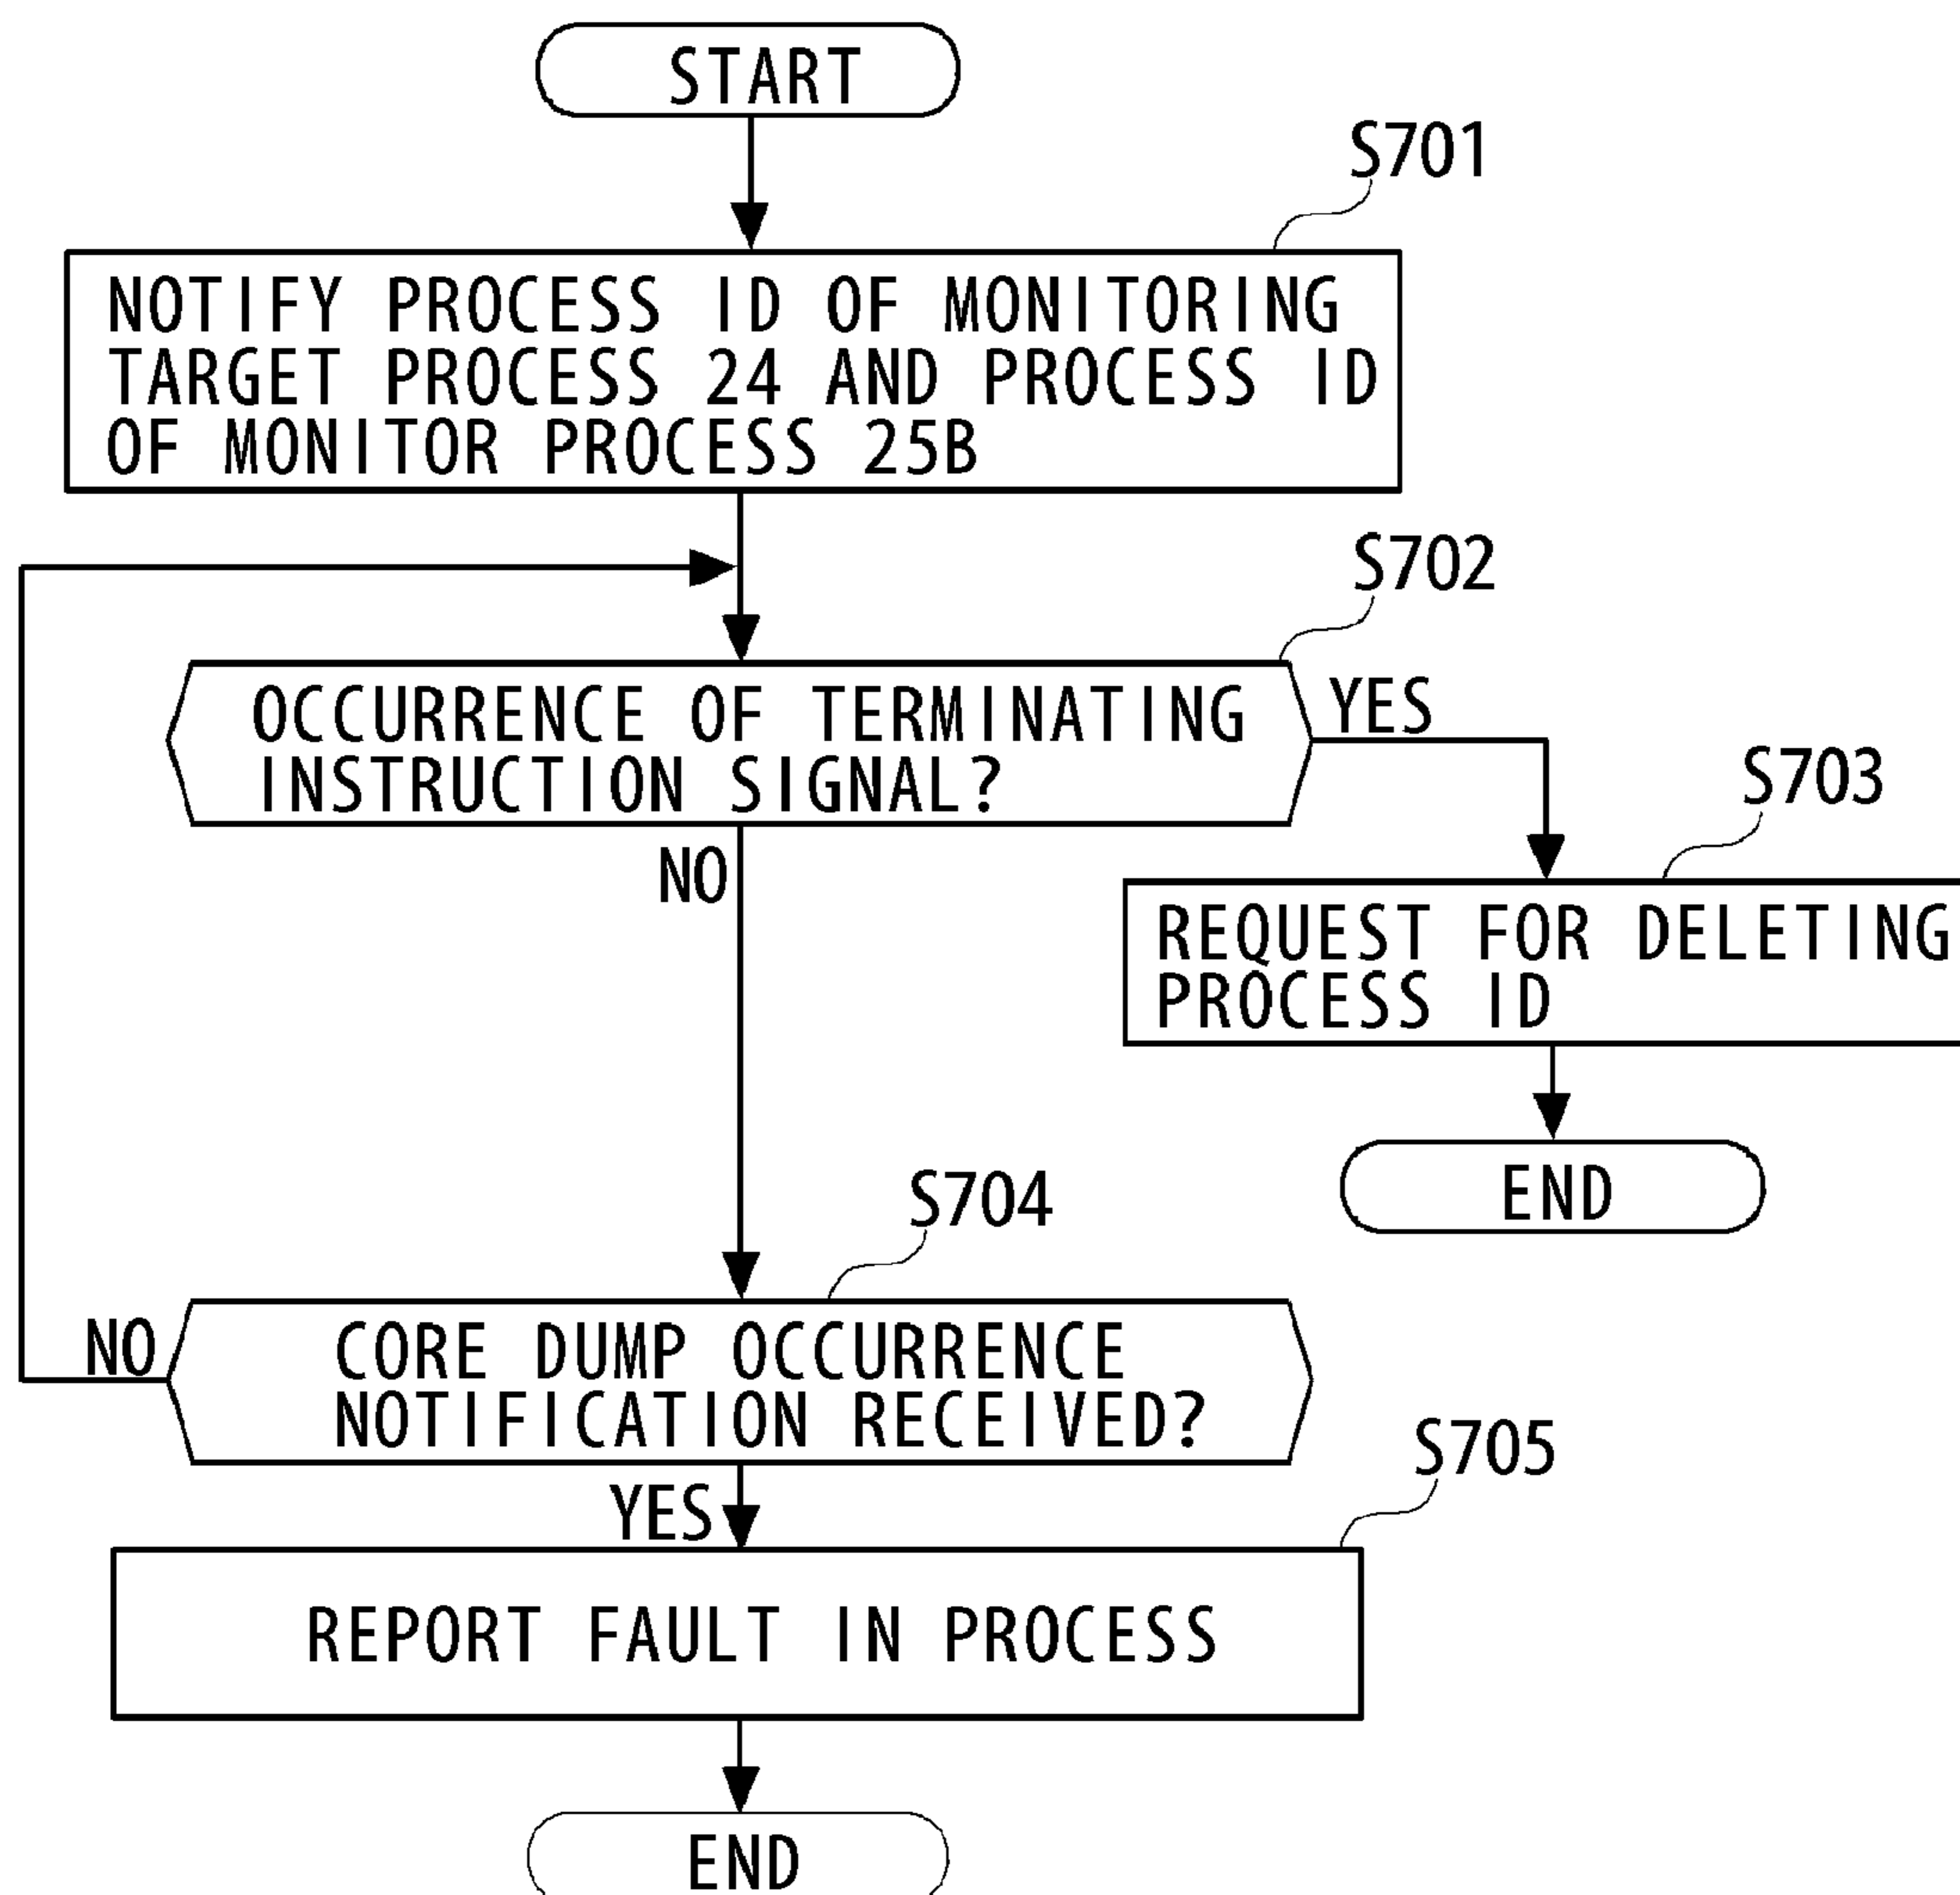 START
S701
NOTIFY PROCESS ID OF MONITORING
TARGET PROCESS 24 AND PROCESS ID
OF MONITOR PROCESS 25B
S702
OCCURRENCE OF TERMINATING
INSTRUCTION SIGNAL?
YES
NO
S703
REQUEST FOR DELETING
PROCESS ID
END
S704
NO
CORE DUMP OCCURRENCE
NOTIFICATION RECEIVED?
YES
S705
REPORT FAULT IN PROCESS
END